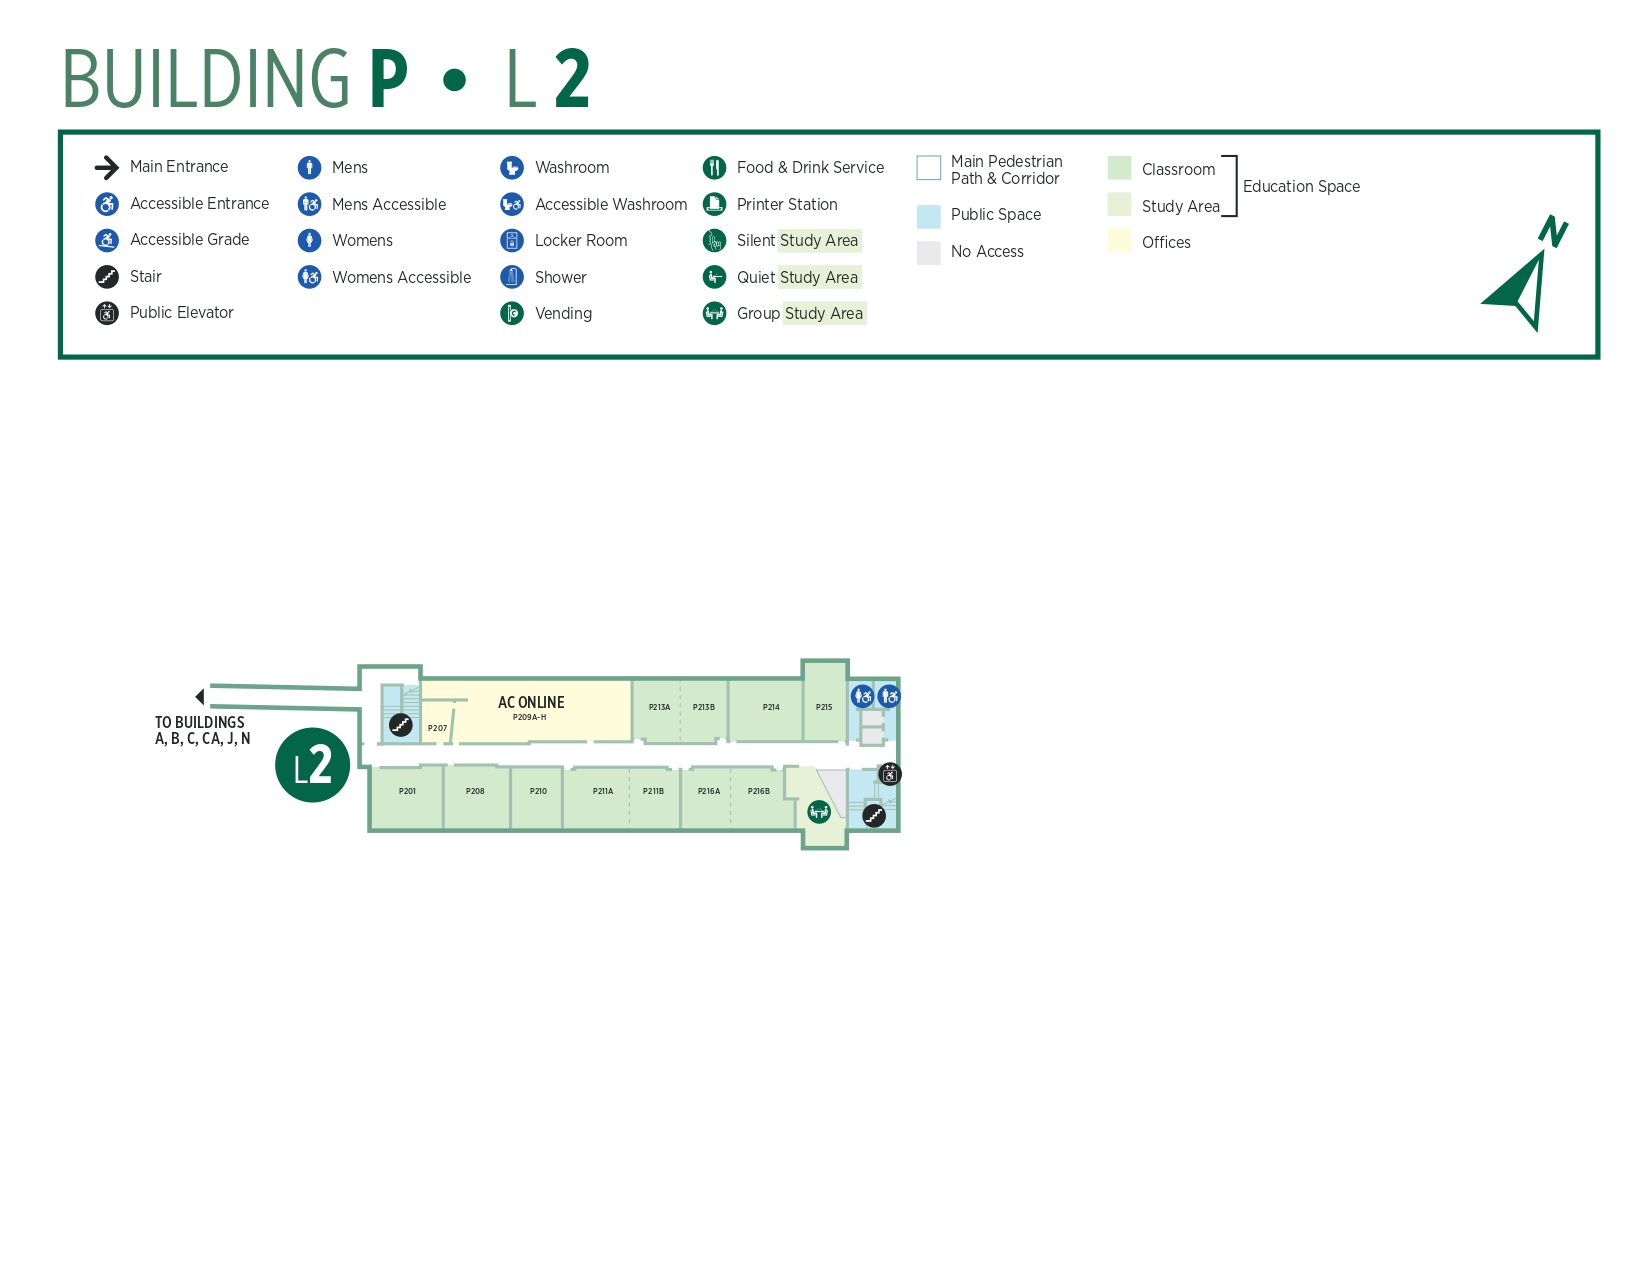 BUILDING P • L 2
Main Entrance
Accessible Entrance
Accessible Grade
Stair
Public Elevator
Mens
Mens Accessible
Womens
Womens Accessible
Washroom
Accessible Washroom
Locker Room
Shower
Vending
Food & Drink Service
Printer Station
Silent Study Area
Quiet Study Area
Group Study Area
Main Pedestrian
Path & Corridor
Public Space
No Access
Classroom
Study Area
Offices
Education Space
N
TO BUILDINGS
A, B, C, CA, J, N
L2
AC ONLINE
P209A-H
P207
P213A
P213B
P214
P215
P201
P208
P210
P211A
P211B
P216A
P216B